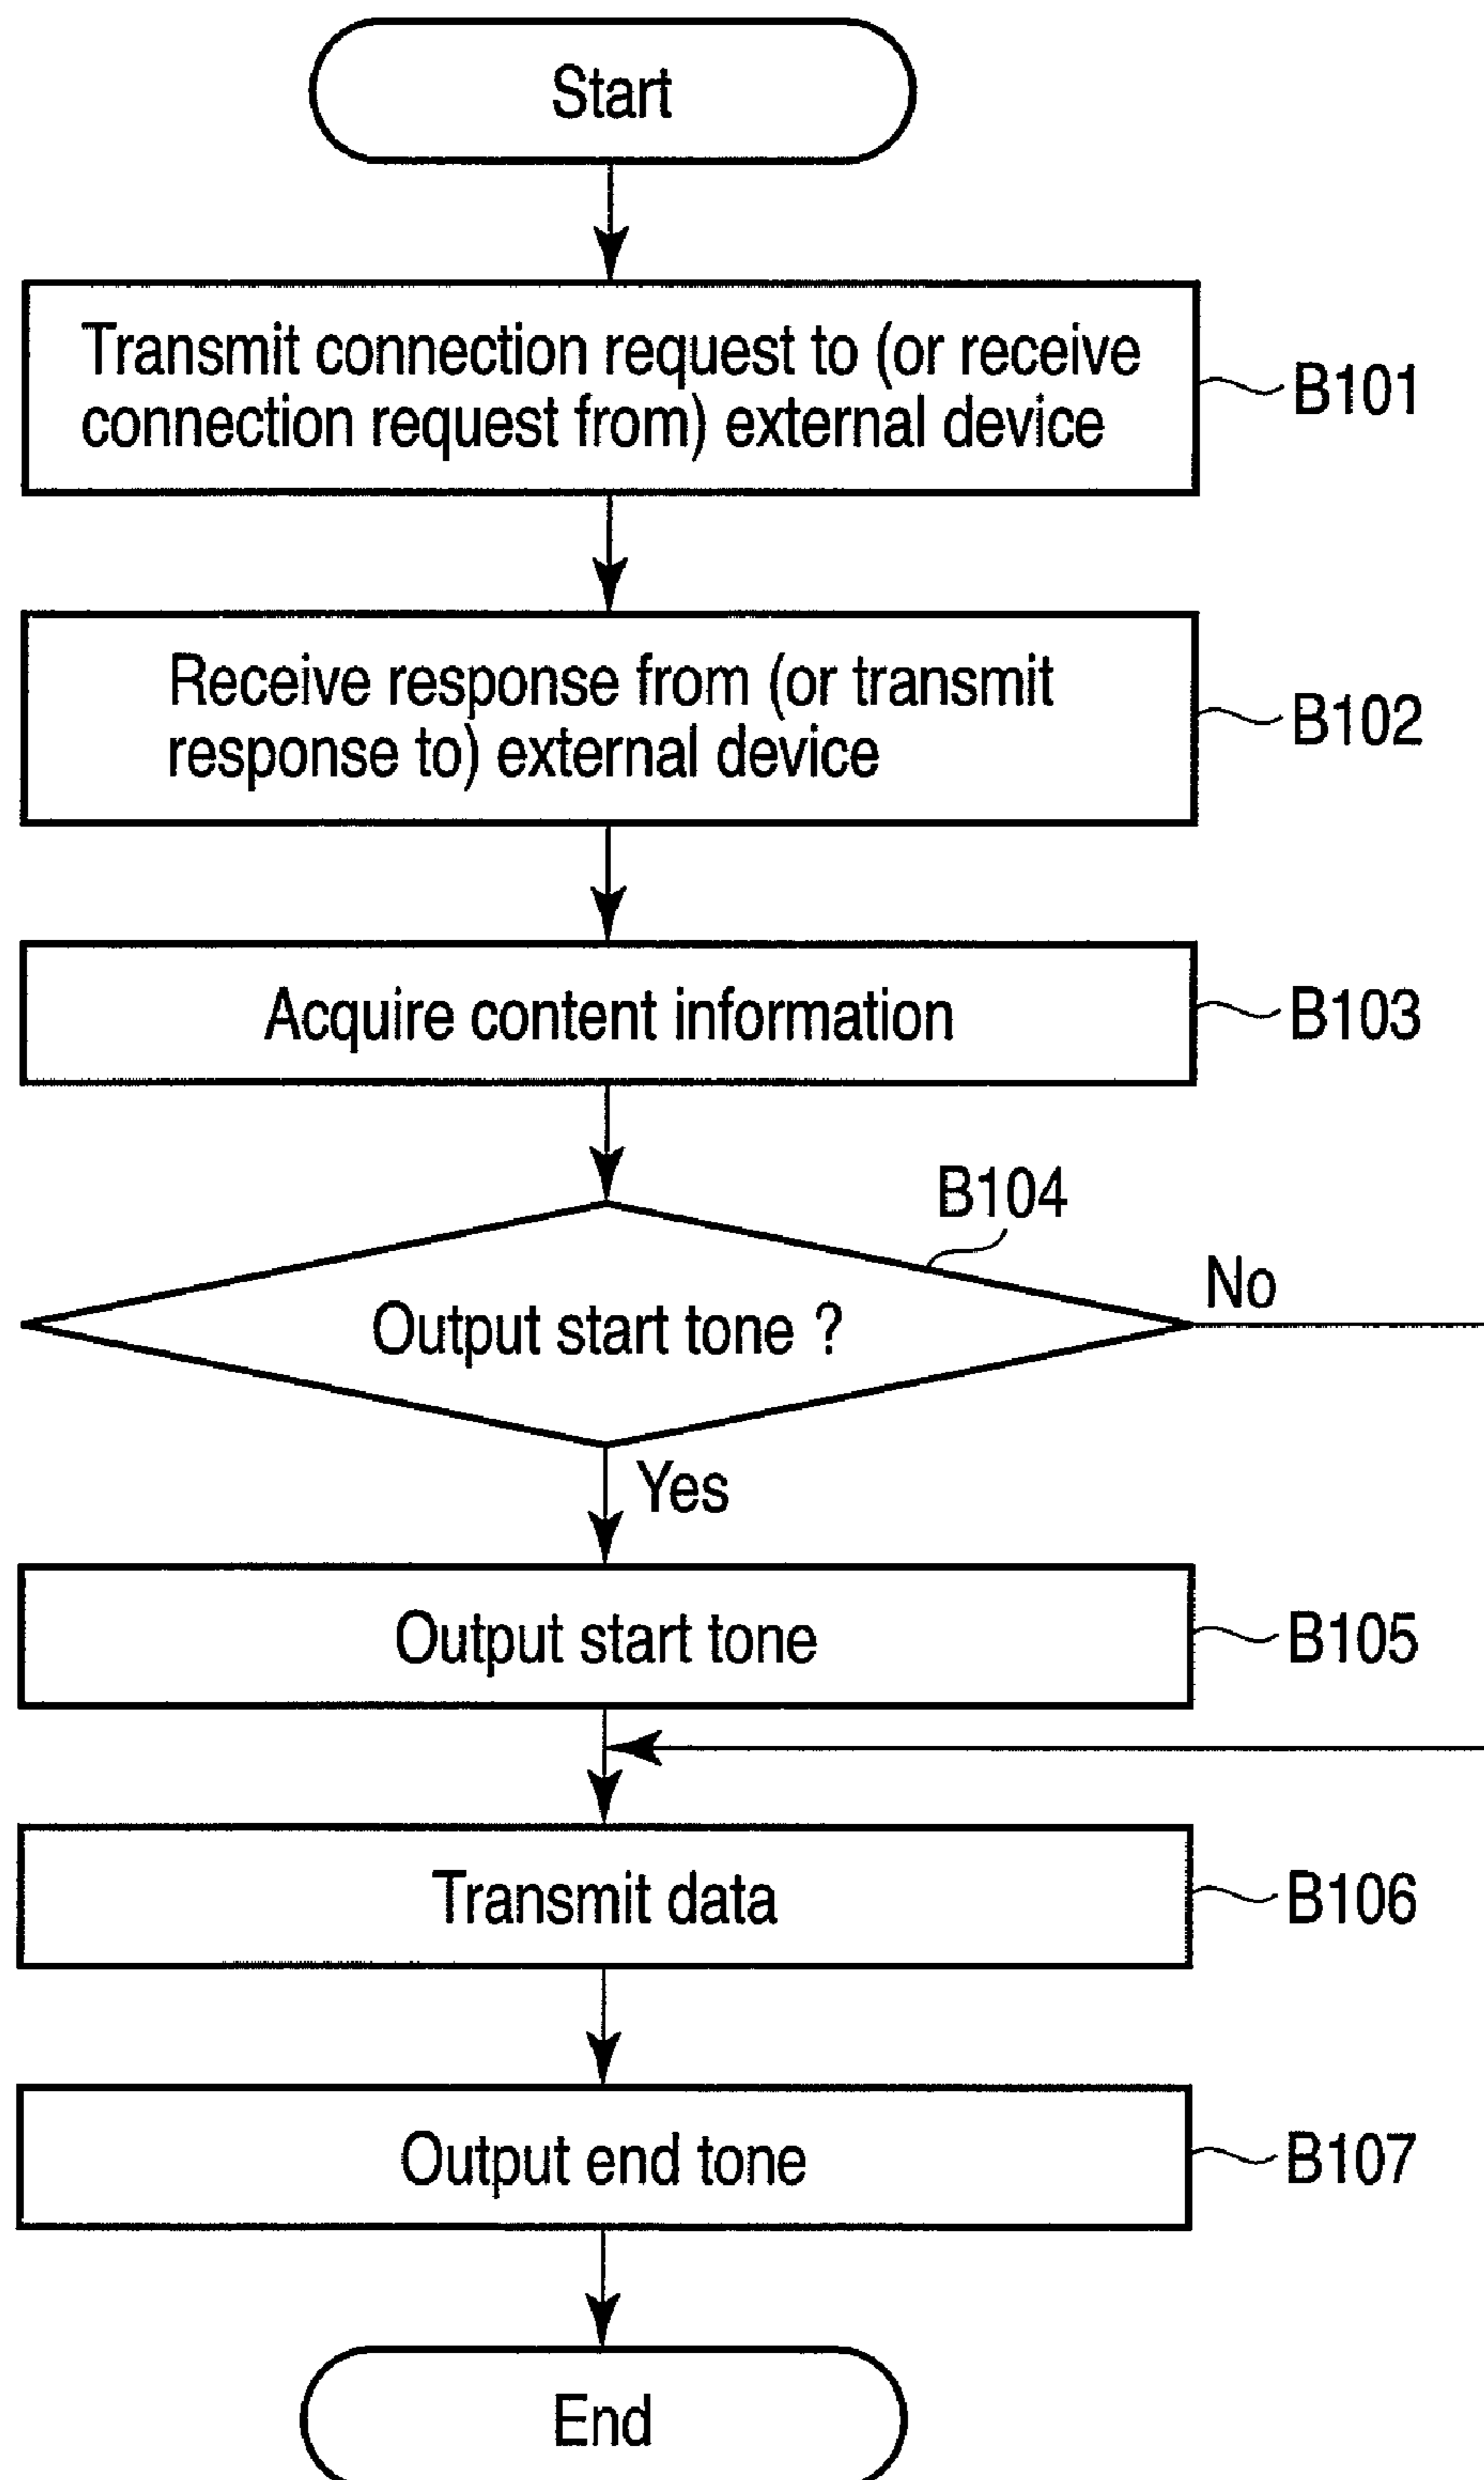 Start
Transmit connection request to (or receive
connection request from) external device
B101
Receive response from (or transmit
response to) external device
B102
Acquire content information
B103
B104
Output start tone ?
No
Yes
Output start tone
B105
Transmit data
B106
Output end tone
B107
End